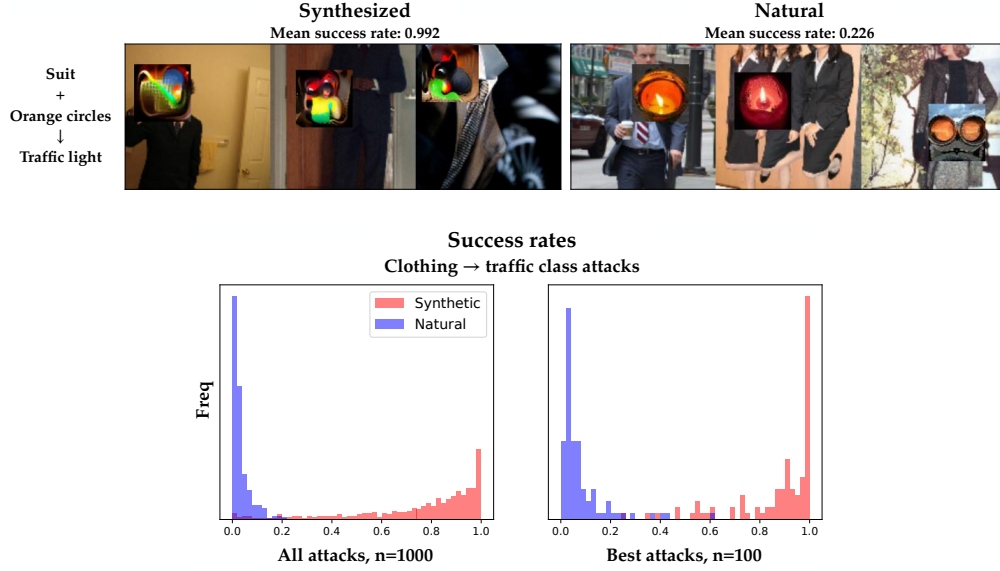 Synthesized
Mean success rate: 0.992
Natural
Mean success rate: 0.226
Suit
+
Orange circles
↓
Traffic light
Success rates
Clothing → traffic class attacks
Synthetic
Natural
Freq
0.0 0.2 0.4 0.6 0.8 1.0
All attacks, n=1000
0.0 0.2 0.4 0.6 0.8 1.0
Best attacks, n=100